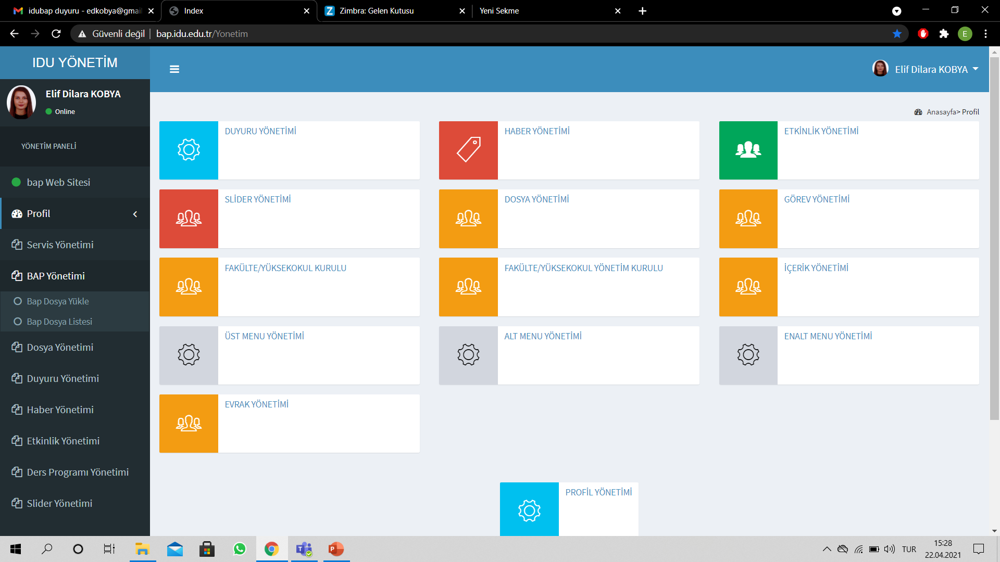 idubap duyuru - edkobya@gmai
Index
Zimbra: Gelen Kutusu
Yeni Sekme
Güvenli değil
bap.idu.edu.tr/Yonetim
E
IDU YÖNETİM
Elif Dilara KOBYA
Elif Dilara KOBYA
Online
Anasayfa> Profil
YÖNETİM PANELİ
bap Web Sitesi
Profil
Servis Yönetimi
BAP Yönetimi
Bap Dosya Yükle
Bap Dosya Listesi
Dosya Yönetimi
Duyuru Yönetimi
Haber Yönetimi
Etkinlik Yönetimi
Ders Programı Yönetimi
Slider Yönetimi
DUYURU YÖNETİMİ
HABER YÖNETİMİ
ETKİNLİK YÖNETİMİ
SLİDER YÖNETİMİ
DOSYA YÖNETİMİ
GÖREV YÖNETİMİ
FAKÜLTE/YÜKSEKOKUL KURULU
FAKÜLTE/YÜKSEKOKUL YÖNETİM KURULU
İÇERİK YÖNETİMİ
ÜST MENU YÖNETİMİ
ALT MENU YÖNETİMİ
ENALT MENU YÖNETİMİ
EVRAK YÖNETİMİ
PROFİL YÖNETİMİ
TUR
15:28
22.04.2021